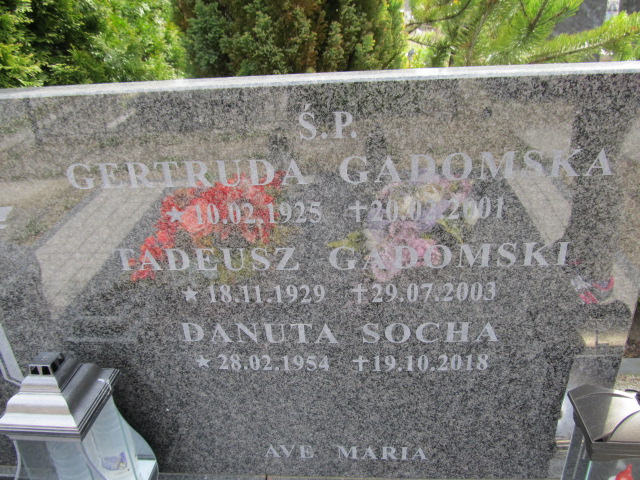 Ś.P.
GERTRUDA GADOMSKA
★ 10.02.1925 ✝ 2001
TADEUSZ GADOMSKI
★ 18.11.1929 ✝ 29.07.2003
DANUTA SOCHA
★ 28.02.1954 ✝ 19.10.2018
AVE MARIA